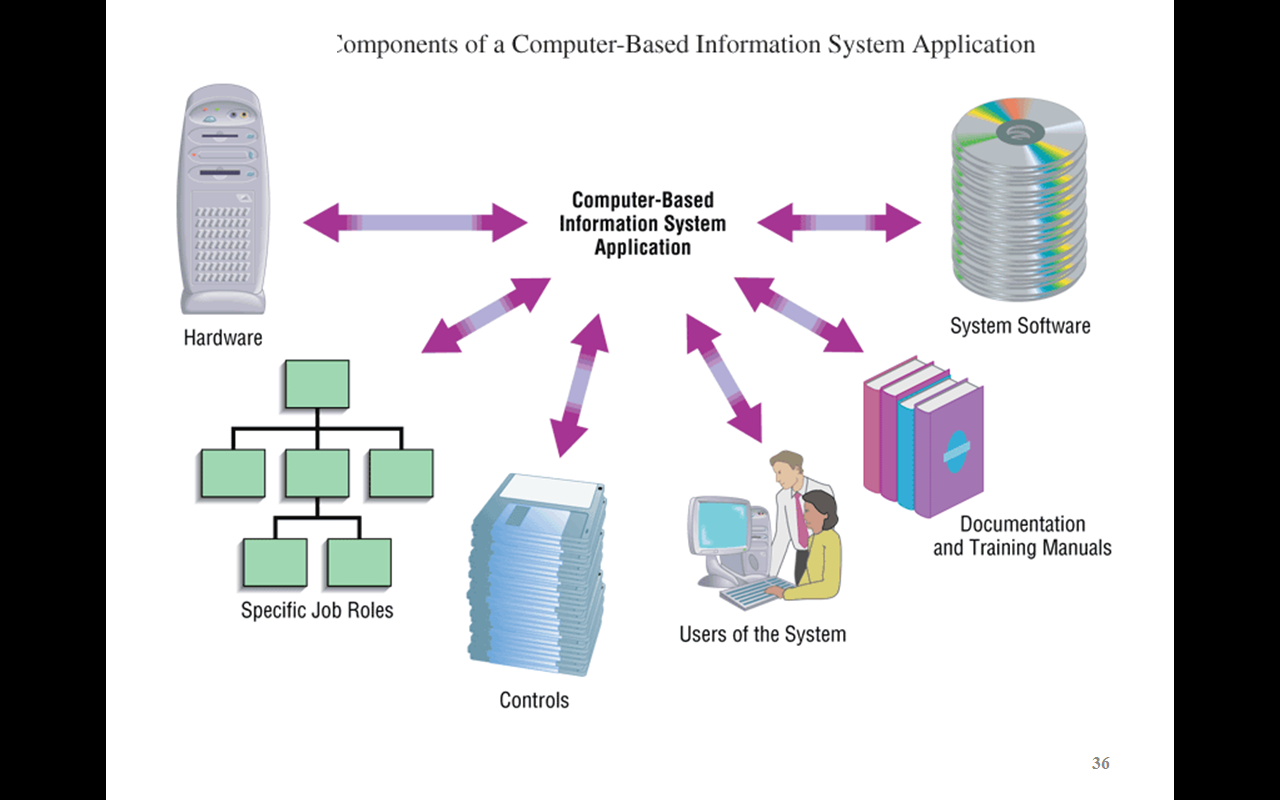 Components of a Computer-Based Information System Application
Computer-Based
Information System
Application
Hardware
System Software
Documentation
and Training Manuals
Specific Job Roles
Users of the System
Controls
36